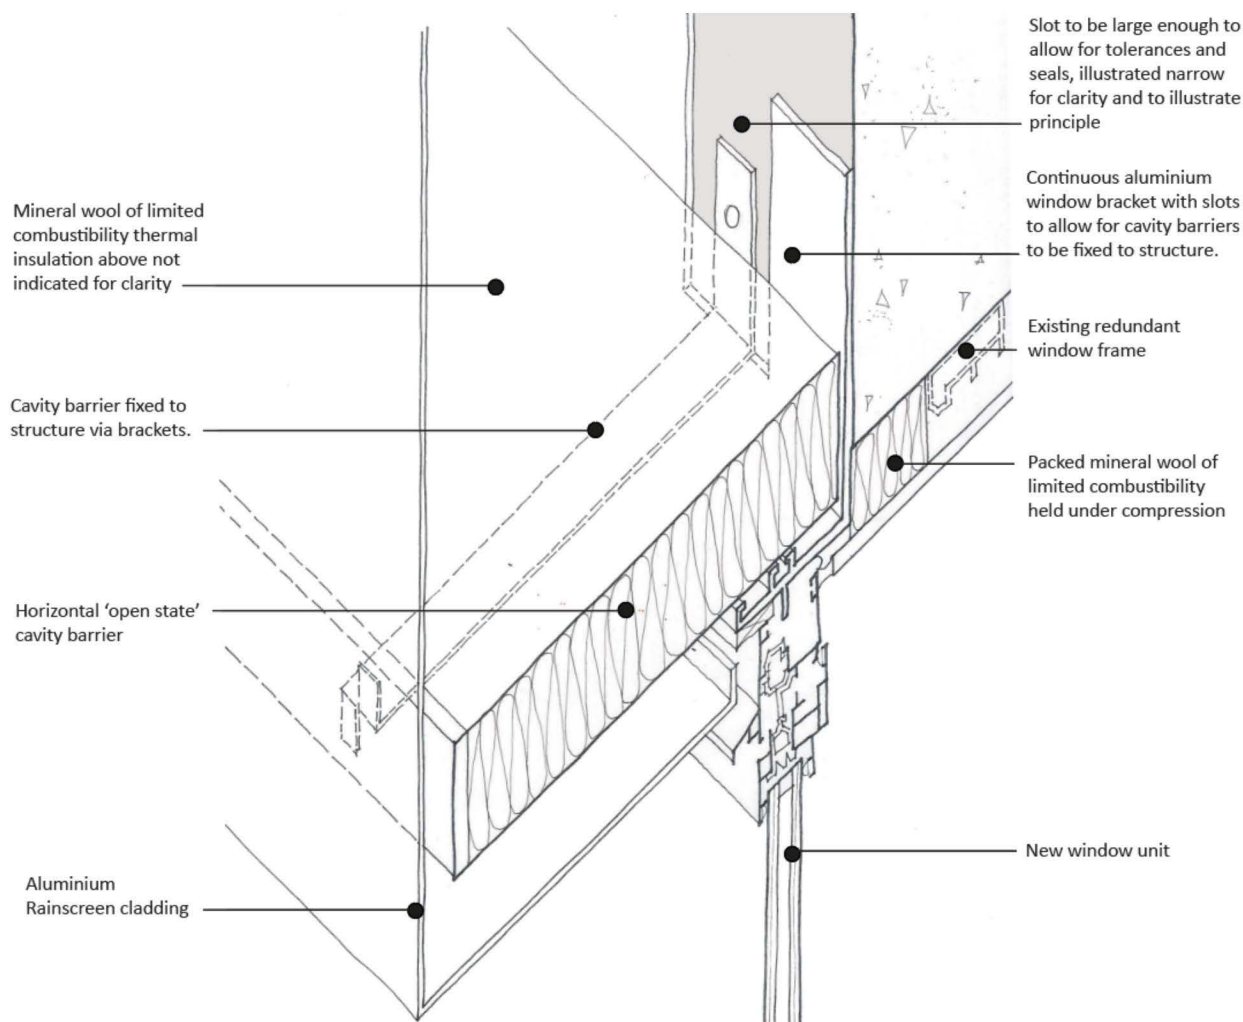 Slot to be large enough to
allow for tolerances and
seals, illustrated narrow
for clarity and to illustrate
principle
Continuous aluminium
window bracket with slots
to allow for cavity barriers
to be fixed to structure.
Mineral wool of limited
combustibility thermal
insulation above not
indicated for clarity
Existing redundant
window frame
Cavity barrier fixed to
structure via brackets.
Packed mineral wool of
limited combustibility
held under compression
Horizontal ‘open state’
cavity barrier
New window unit
Aluminium
Rainscreen cladding